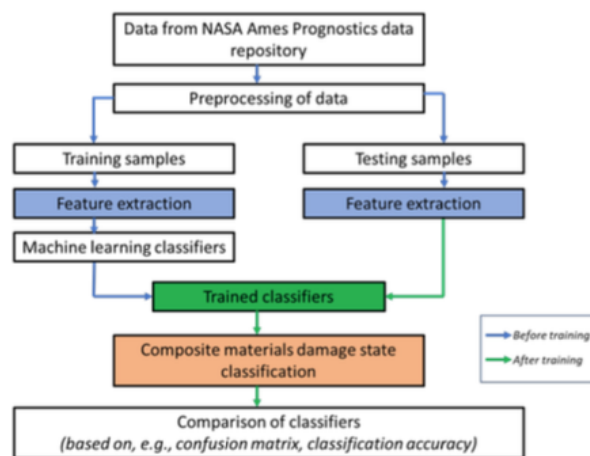 Data from NASA Ames Prognostics data
repository
Preprocessing of data
Training samples
Testing samples
Feature extraction
Feature extraction
Machine learning classifiers
Trained classifiers
Before training
After training
Composite materials damage state
classification
Comparison of classifiers
(based on, e.g., confusion matrix, classification accuracy)